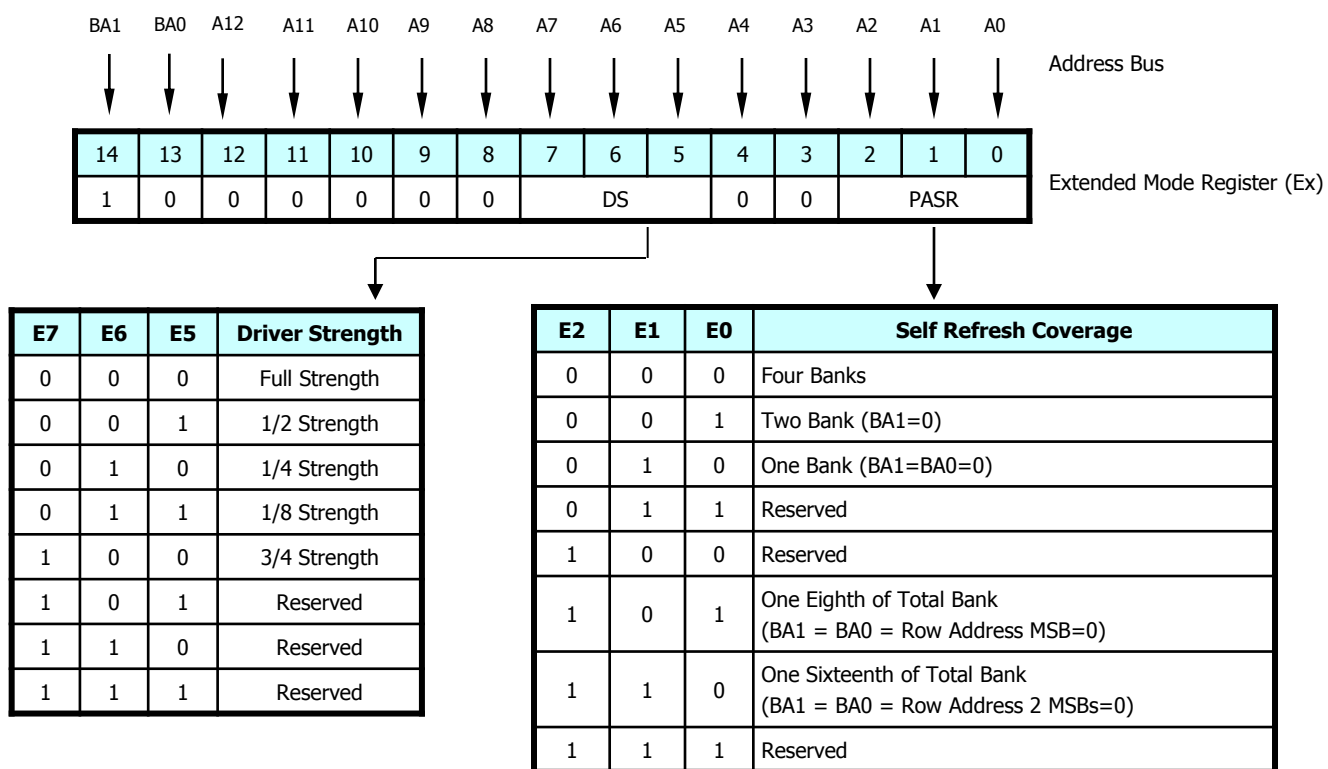 BA1 BA0 A12 A11 A10 A9 A8 A7 A6 A5 A4 A3 A2 A1 A0
Address Bus
14 13 12 11 10 9 8 7 6 5 4 3 2 1 0
1 0 0 0 0 0 0 DS 0 0 PASR
Extended Mode Register (Ex)
E7 E6 E5 Driver Strength
0 0 0 Full Strength
0 0 1 1/2 Strength
0 1 0 1/4 Strength
0 1 1 1/8 Strength
1 0 0 3/4 Strength
1 0 1 Reserved
1 1 0 Reserved
1 1 1 Reserved
E2 E1 E0 Self Refresh Coverage
0 0 0 Four Banks
0 0 1 Two Bank (BA1=0)
0 1 0 One Bank (BA1=BA0=0)
0 1 1 Reserved
1 0 0 Reserved
1 0 1 One Eighth of Total Bank
(BA1 = BA0 = Row Address MSB=0)
1 1 0 One Sixteenth of Total Bank
(BA1 = BA0 = Row Address 2 MSBs=0)
1 1 1 Reserved